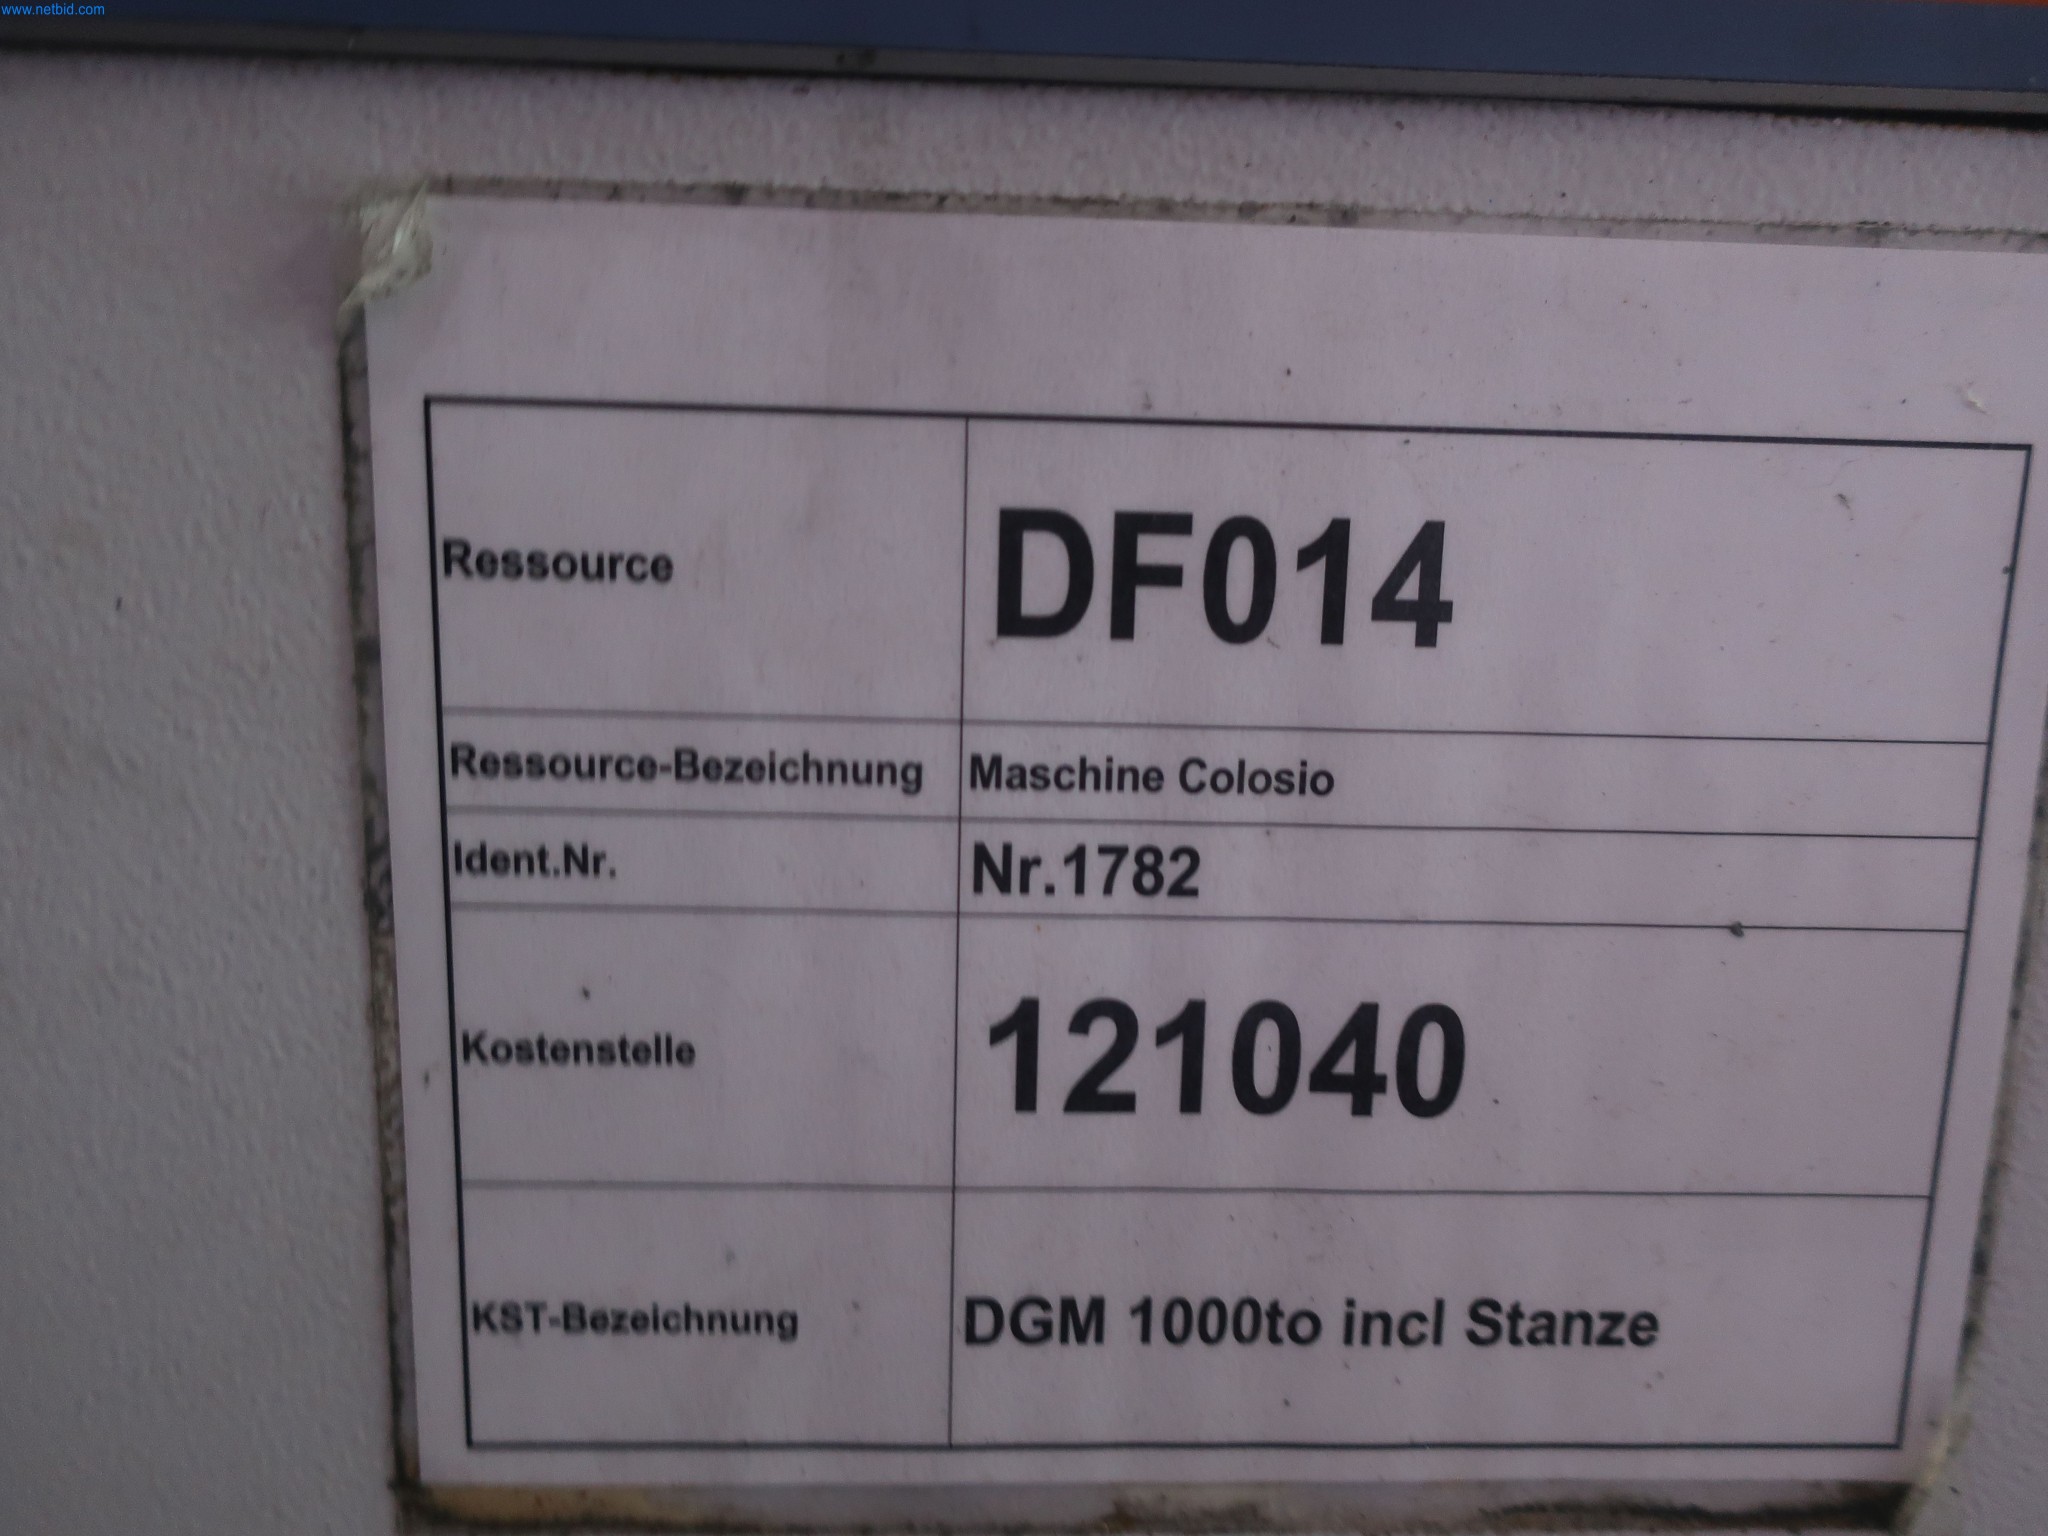 www.netbid.com
Ressource DF014
Ressource-Bezeichnung Maschine Colosio
Ident.Nr. Nr.1782
Kostenstelle 121040
KST-Bezeichnung DGM 1000to incl Stanze